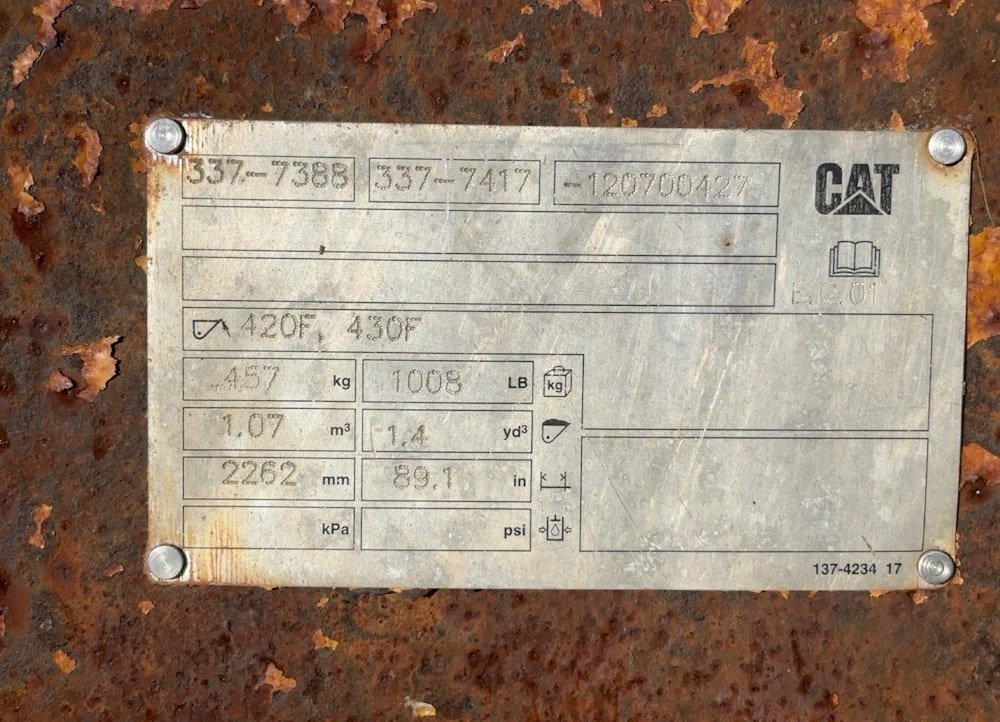 337-7388 337-7417 -120700427
CAT
E.C.01
420F, 430F
457 kg 1008 LB kg
1.07 m³ 1.4 yd³
2262 mm 89.1 in
kPa psi
137-4234 17